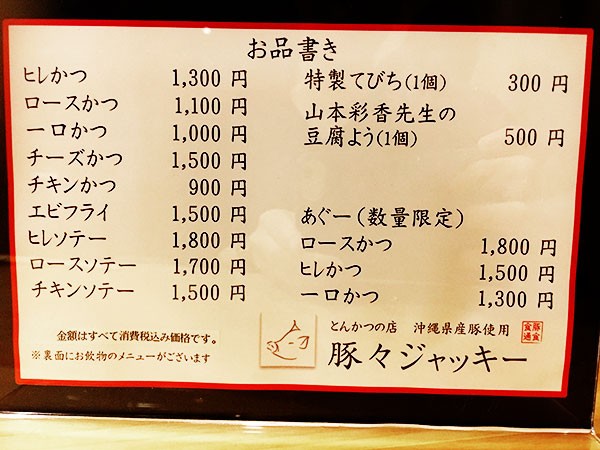 お品書き
ヒレかつ 1,300 円
ロースかつ 1,100 円
一口かつ 1,000 円
チーズかつ 1,500 円
チキンかつ 900 円
エビフライ 1,500 円
ヒレソテー 1,800 円
ロースソテー 1,700 円
チキンソテー 1,500 円
金額はすべて消費税込み価格です。
※裏面にお飲物のメニューがございます
特製てびち(1個) 300 円
山本彩香先生の
豆腐よう(1個) 500 円
あぐー(数量限定)
ロースかつ 1,800 円
ヒレかつ 1,500 円
一口かつ 1,300 円
とんかつの店 沖縄県産豚使用
豚々ジャッキー